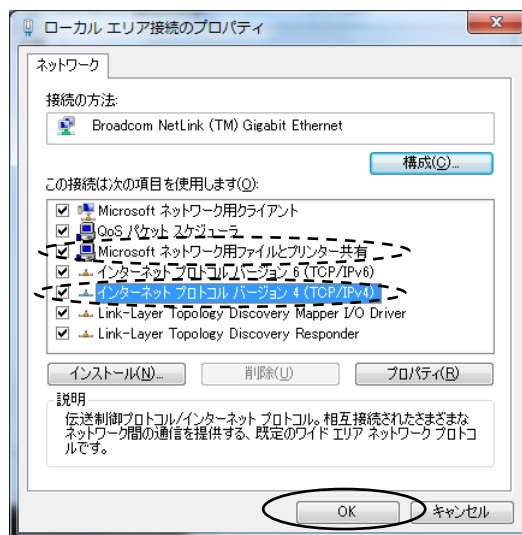 ローカル エリア接続のプロパティ
ネットワーク
接続の方法:
Broadcom NetLink (TM) Gigabit Ethernet
構成(C)...
この接続は次の項目を使用します(O):
Microsoft ネットワーク用クライアント
QoS パケット スケジューラ
Microsoft ネットワーク用ファイルとプリンター共有
インターネット プロトコル バージョン 6 (TCP/IPv6)
インターネット プロトコル バージョン 4 (TCP/IPv4)
Link-Layer Topology Discovery Mapper I/O Driver
Link-Layer Topology Discovery Responder
インストール(N)... 削除(U) プロパティ(R)
説明
伝送制御プロトコル/インターネット プロトコル。相互接続されたさまざまな
ネットワーク間の通信を提供する、既定のワイド エリア ネットワーク プロトコ
ルです。
OK キャンセル